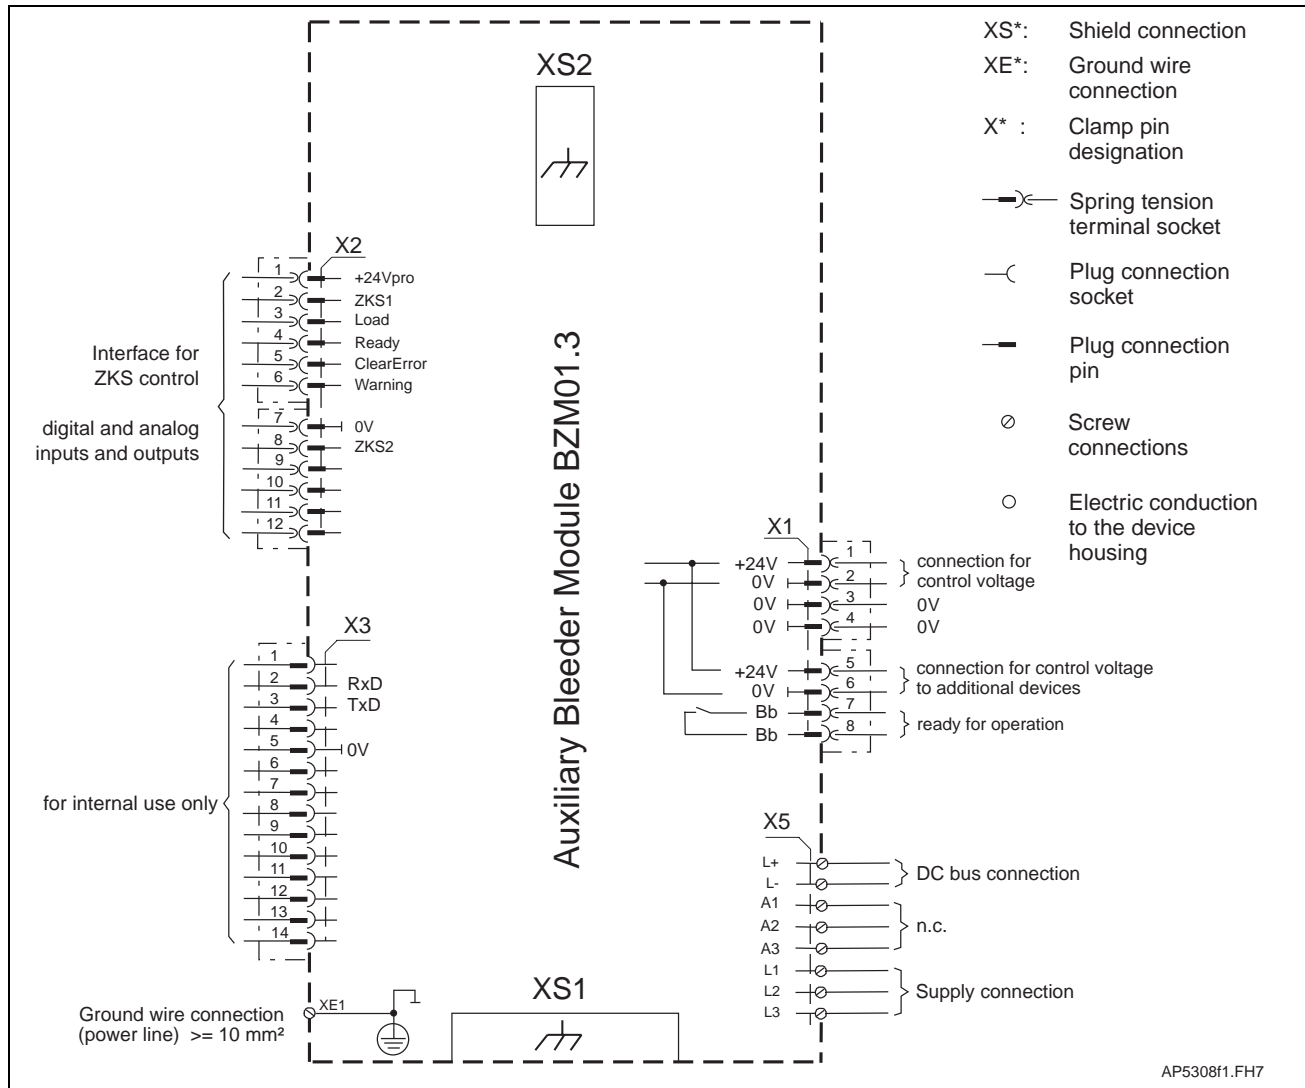 XS*: Shield connection
XE*: Ground wire
connection
X* : Clamp pin
designation
Spring tension
terminal socket
Plug connection
socket
Plug connection
pin
Screw
connections
Electric conduction
to the device
housing
XS2
X2
1 +24Vpro
2 ZKS1
3 Load
4 Ready
5 ClearError
6 Warning
7 0V
8 ZKS2
9
10
11
12
Interface for
ZKS control
digital and analog
inputs and outputs
Auxiliary Bleeder Module BZM01.3
X3
1
2 RxD
3 TxD
4
5 0V
6
7
8
9
10
11
12
13
14
for internal use only
X1
+24V 1
0V 2
connection for
control voltage
0V 3 0V
0V 4 0V
+24V 5
0V 6
connection for control voltage
to additional devices
Bb 7
Bb 8
ready for operation
X5
L+
L-
DC bus connection
A1
A2
A3
n.c.
L1
L2
L3
Supply connection
XE1
Ground wire connection
(power line) >= 10 mm²
XS1
AP5308f1.FH7